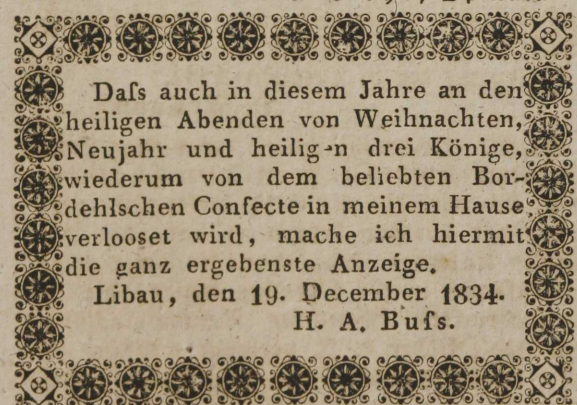 Daſs auch in diesem Jahre an den
heiligen Abenden von Weihnachten,
Neujahr und heiligen drei Könige,
wiederum von dem beliebten Bor-
dehlschen Confecte in meinem Hause
verlooset wird, mache ich hiermit
die ganz ergebenste Anzeige.
Libau, den 19. December 1834.
H. A. Buſs.